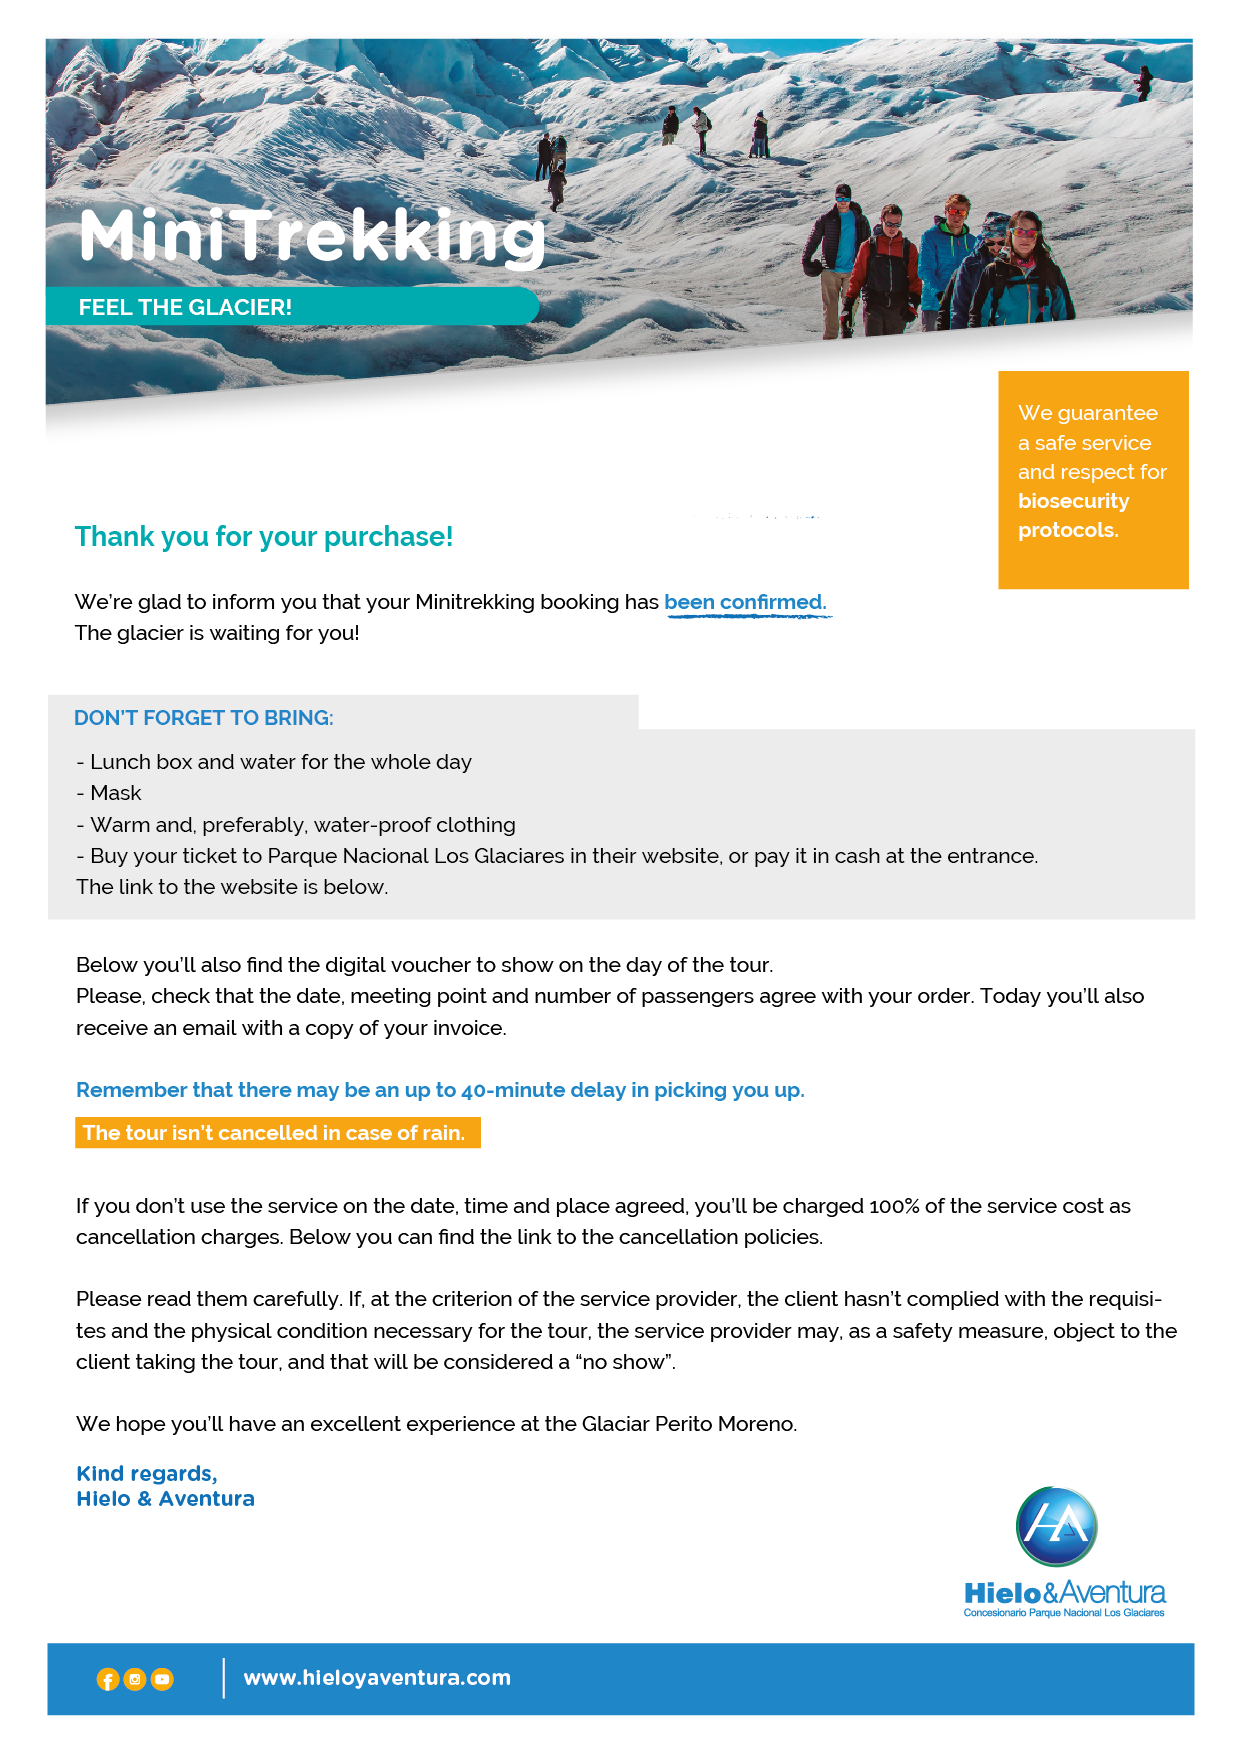 MiniTrekking
FEEL THE GLACIER!
We guarantee
a safe service
and respect for
biosecurity
protocols.
Thank you for your purchase!
We're glad to inform you that your Minitrekking booking has been confirmed.
The glacier is waiting for you!
DON'T FORGET TO BRING:
- Lunch box and water for the whole day
- Mask
- Warm and, preferably, water-proof clothing
- Buy your ticket to Parque Nacional Los Glaciares in their website, or pay it in cash at the entrance.
The link to the website is below.
Below you'll also find the digital voucher to show on the day of the tour.
Please, check that the date, meeting point and number of passengers agree with your order. Today you'll also
receive an email with a copy of your invoice.
Remember that there may be an up to 40-minute delay in picking you up.
The tour isn't cancelled in case of rain.
If you don't use the service on the date, time and place agreed, you'll be charged 100% of the service cost as
cancellation charges. Below you can find the link to the cancellation policies.
Please read them carefully. If, at the criterion of the service provider, the client hasn't complied with the requisi-
tes and the physical condition necessary for the tour, the service provider may, as a safety measure, object to the
client taking the tour, and that will be considered a “no show”.
We hope you'll have an excellent experience at the Glaciar Perito Moreno.
Kind regards,
Hielo & Aventura
HA
Hielo&Aventura
Concesionario Parque Nacional Los Glaciares
www.hieloyaventura.com